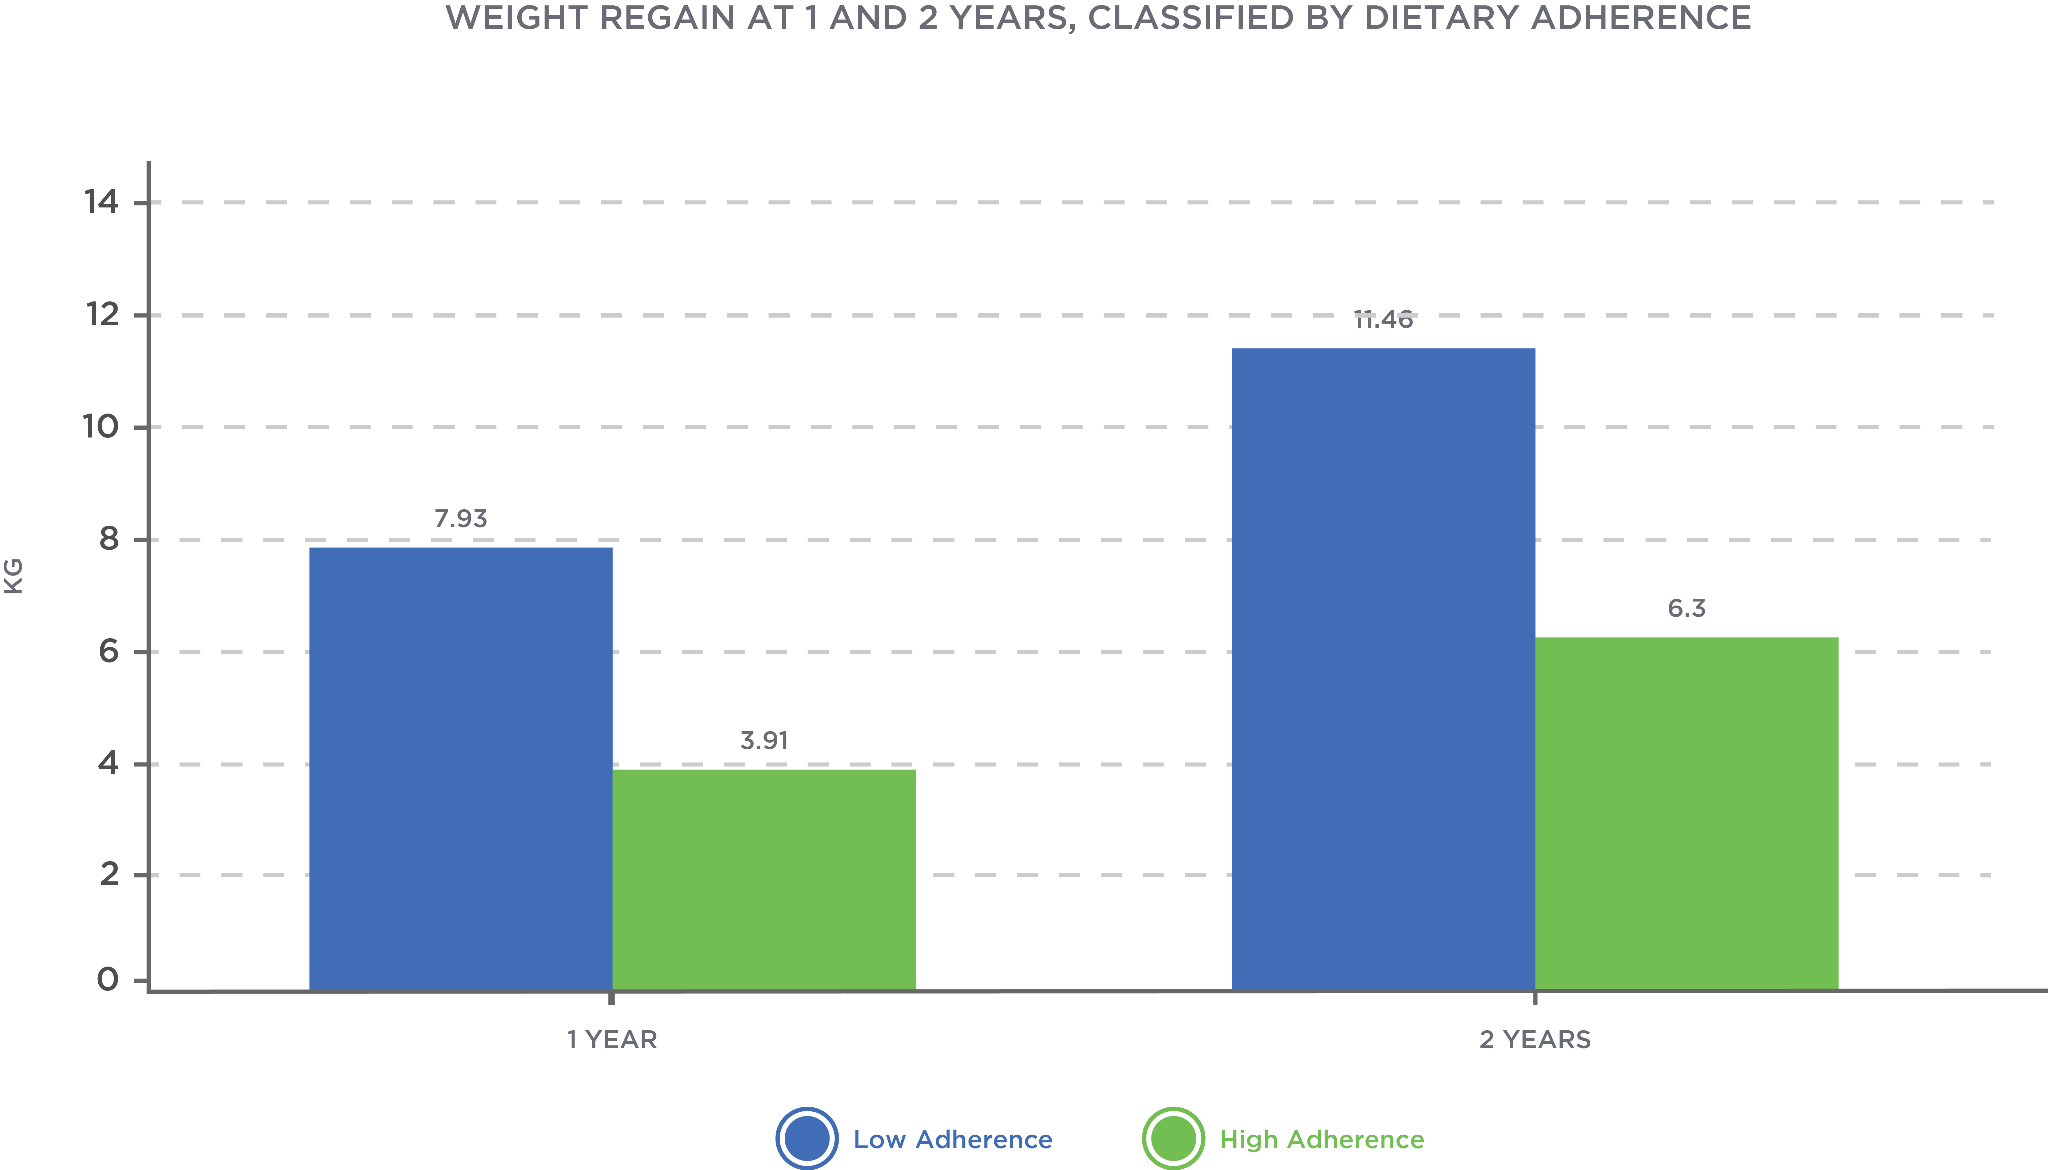 WEIGHT REGAIN AT 1 AND 2 YEARS, CLASSIFIED BY DIETARY ADHERENCE
14
12
11.46
10
7.93
8
KG
6.3
6
3.91
4
2
0
1 YEAR
2 YEARS
Low Adherence
High Adherence